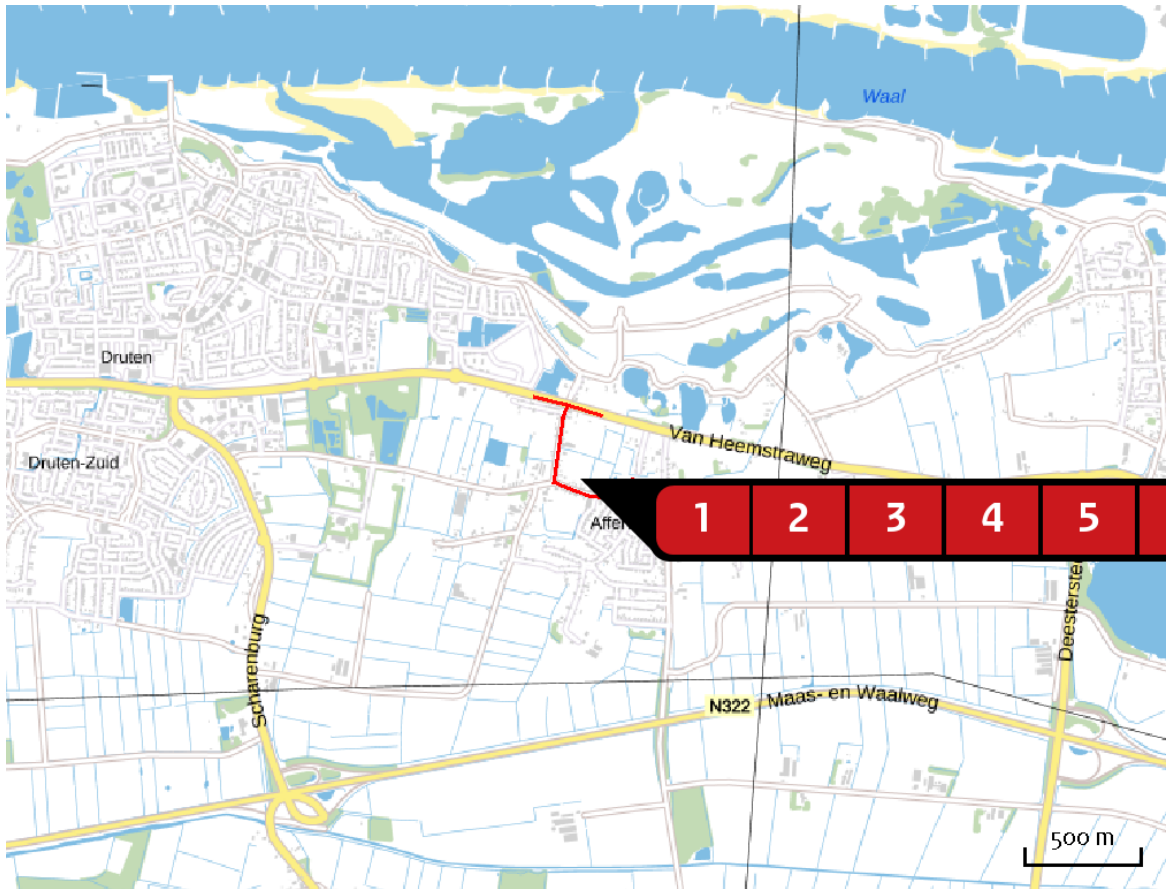 Waal
Druten
Van Heemstraweg
Druten-Zuid
1 2 3 4 5
Scharenburg
N322
Maas- en Waalweg
500 m